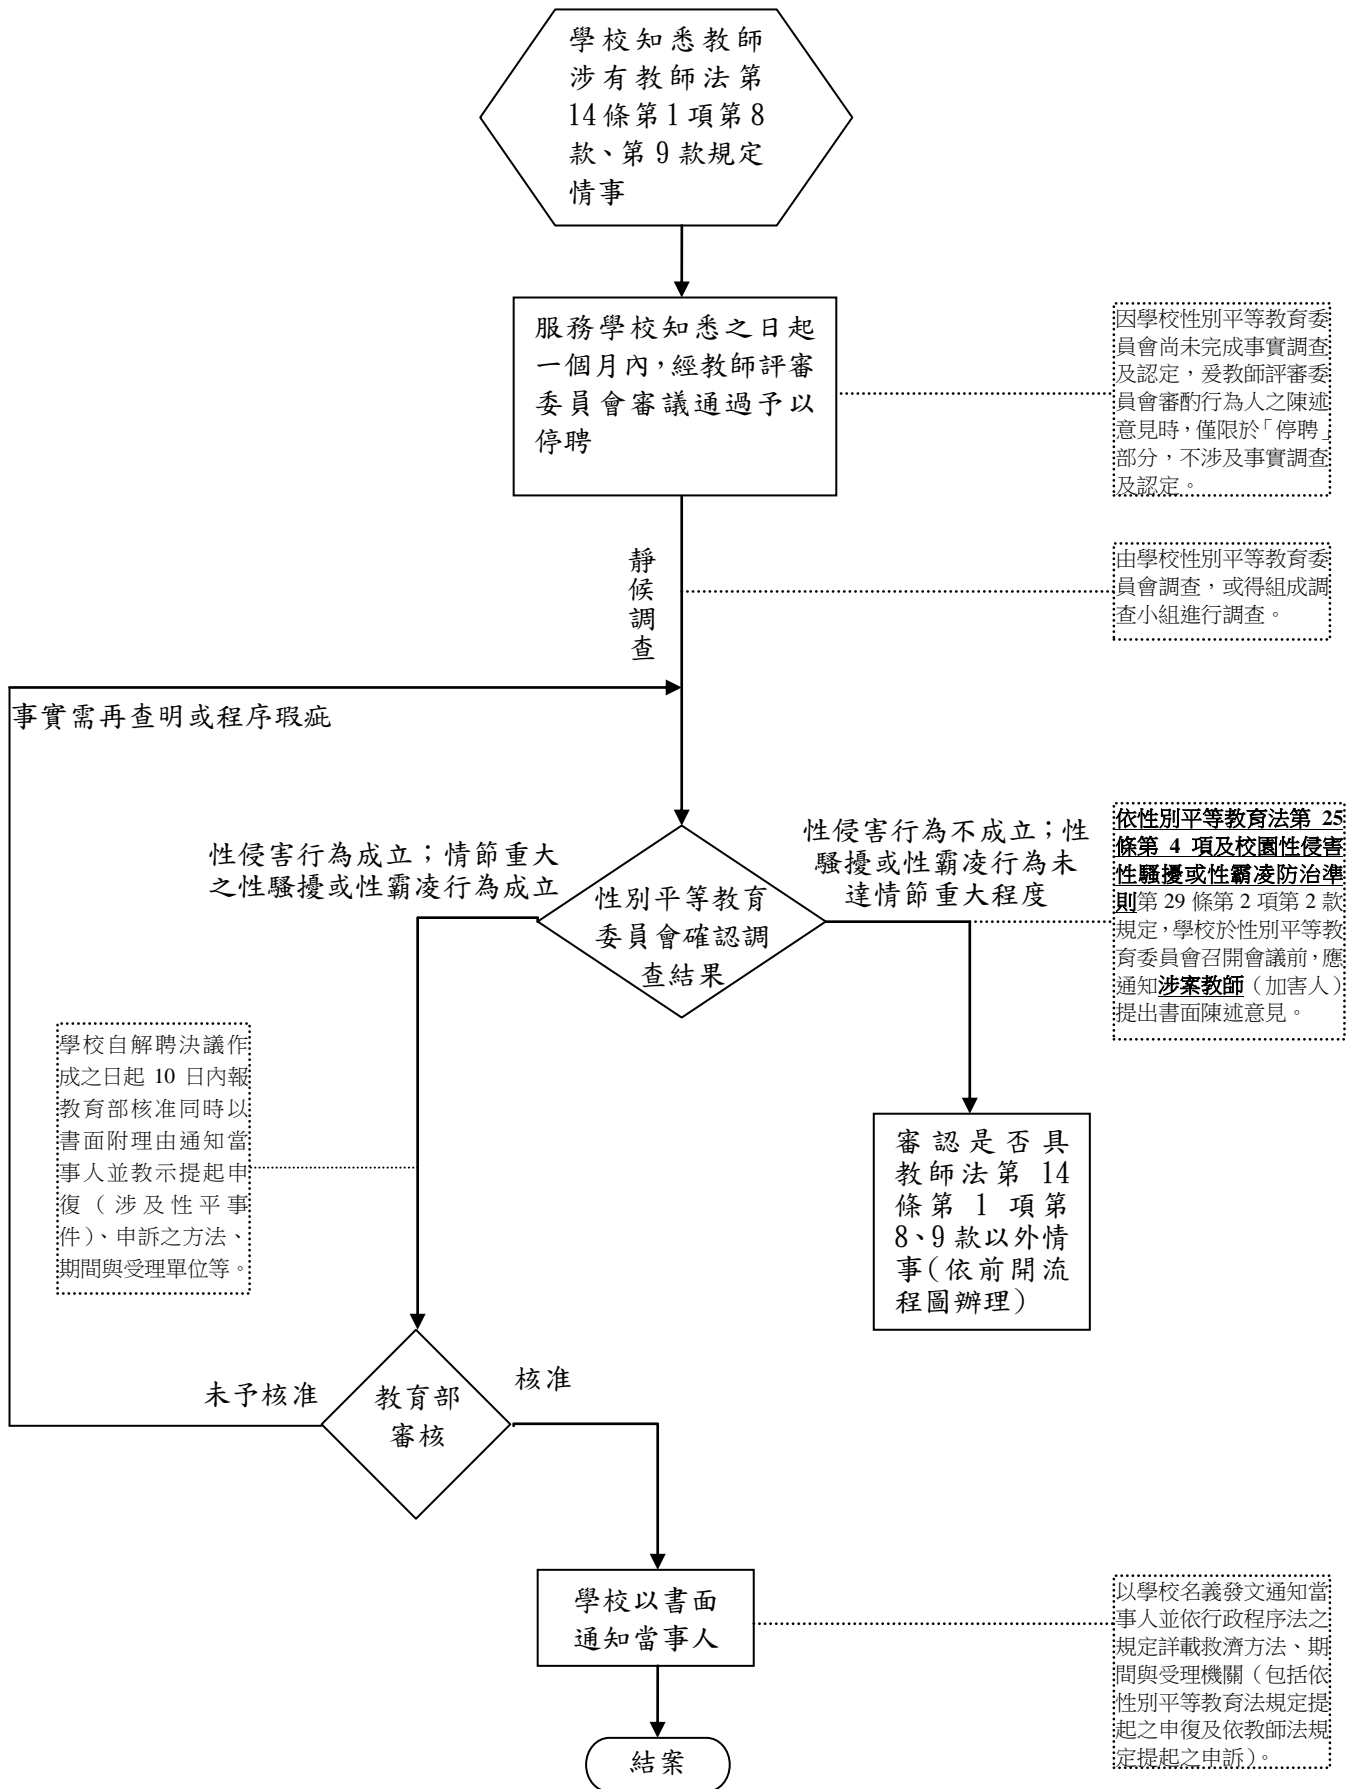 學校知悉教師
涉有教師法第
14條第1項第8
款、第9款規定
情事
服務學校知悉之日起
一個月內，經教師評審
委員會審議通過予以
停聘
因學校性別平等教育委
員會尚未完成事實調查
及認定，爰教師評審委
員會審酌行為人之陳述
意見時，僅限於「停聘」
部分，不涉及事實調查
及認定。
靜
候
調
查
由學校性別平等教育委
員會調查，或得組成調
查小組進行調查。
事實需再查明或程序瑕疵
性侵害行為成立；情節重大
之性騷擾或性霸凌行為成立
性別平等教育
委員會確認調
查結果
性侵害行為不成立；性
騷擾或性霸凌行為未
達情節重大程度
依性別平等教育法第 25
條第 4 項及校園性侵害
性騷擾或性霸凌防治準
則第 29 條第 2 項第 2 款
規定，學校於性別平等教
育委員會召開會議前，應
通知涉案教師（加害人）
提出書面陳述意見。
學校自解聘決議作
成之日起 10 日內報
教育部核准同時以
書面附理由通知當
事人並教示提起申
復（涉及性平事
件）、申訴之方法、
期間與受理單位等。
審認是否具
教師法第 14
條第 1 項第
8、9款以外情
事（依前開流
程圖辦理）
未予核准
教育部
審核
核准
學校以書面
通知當事人
以學校名義發文通知當
事人並依行政程序法之
規定詳載救濟方法、期
間與受理機關（包括依
性別平等教育法規定提
起之申復及依教師法規
定提起之申訴）。
結案